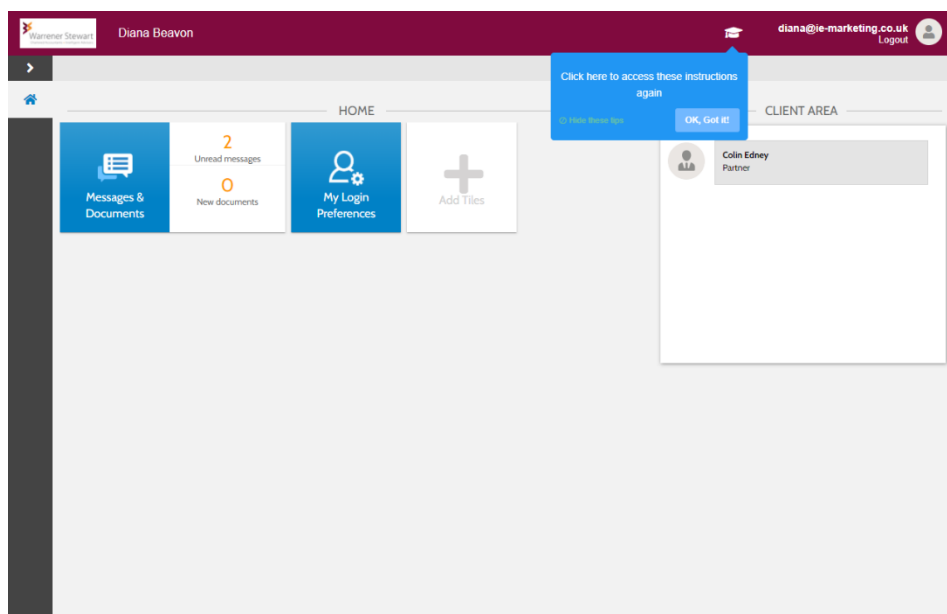 Warrener Stewart
Diana Beavon
diana@ie-marketing.co.uk
Logout
Click here to access these instructions
again
Hide these tips
OK, Got it!
HOME
CLIENT AREA
Messages &
Documents
2
Unread messages
0
New documents
My Login
Preferences
Add Tiles
Colin Edney
Partner